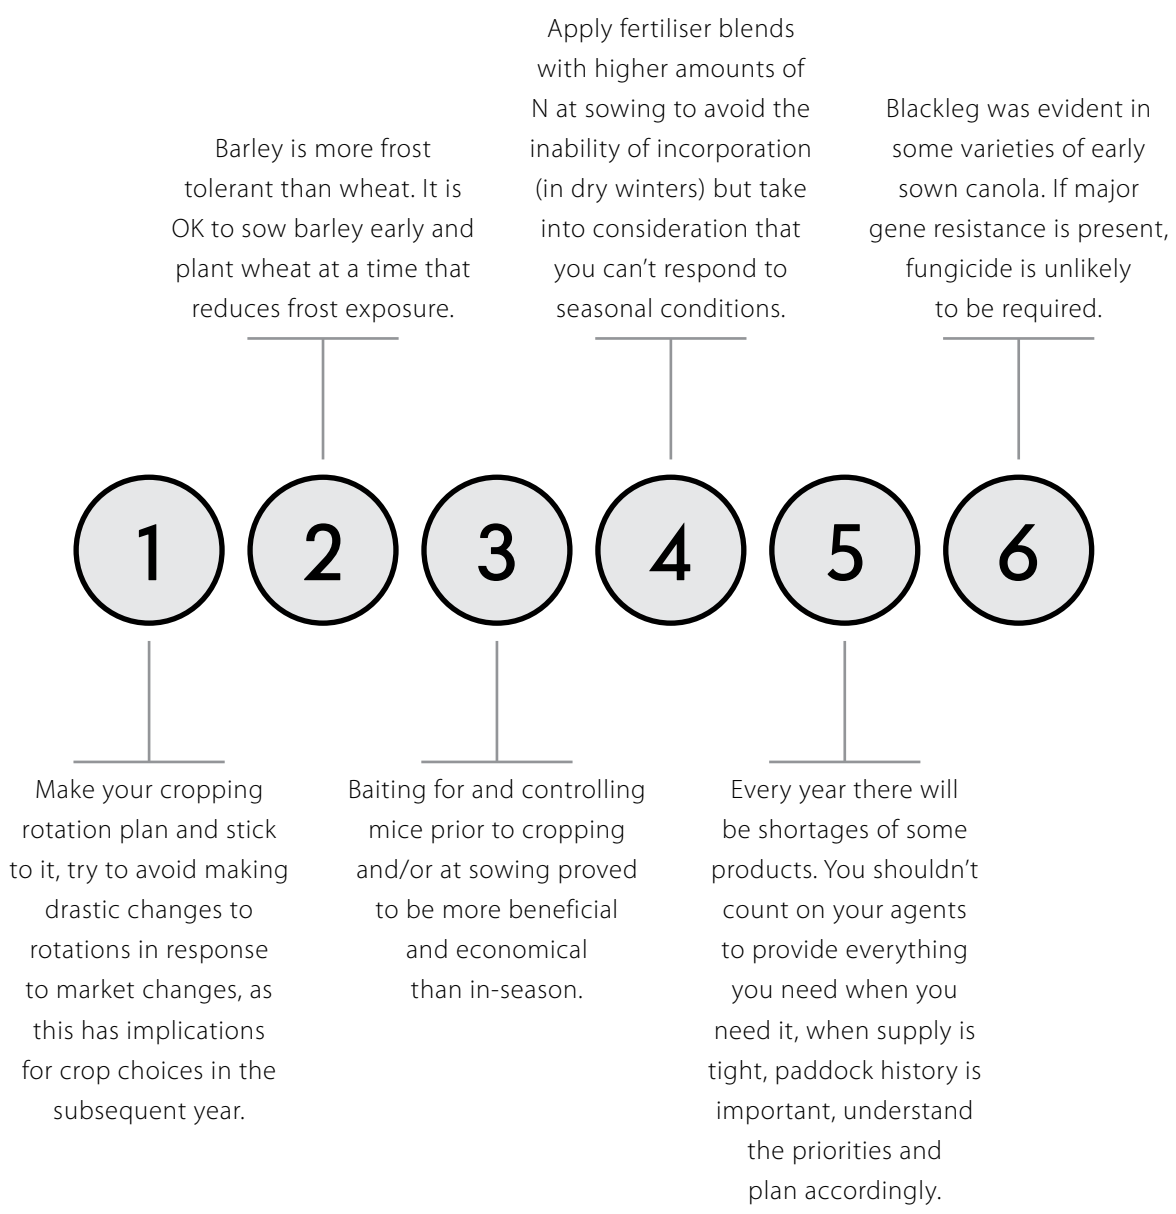 1
Make your cropping
rotation plan and stick
to it, try to avoid making
drastic changes to
rotations in response
to market changes, as
this has implications
for crop choices in the
subsequent year.
2
Barley is more frost
tolerant than wheat. It is
OK to sow barley early and
plant wheat at a time that
reduces frost exposure.
3
Baiting for and controlling
mice prior to cropping
and/or at sowing proved
to be more beneficial
and economical
than in-season.
4
Apply fertiliser blends
with higher amounts of
N at sowing to avoid the
inability of incorporation
(in dry winters) but take
into consideration that
you can't respond to
seasonal conditions.
5
Every year there will
be shortages of some
products. You shouldn't
count on your agents
to provide everything
you need when you
need it, when supply is
tight, paddock history is
important, understand
the priorities and
plan accordingly.
6
Blackleg was evident in
some varieties of early
sown canola. If major
gene resistance is present,
fungicide is unlikely
to be required.